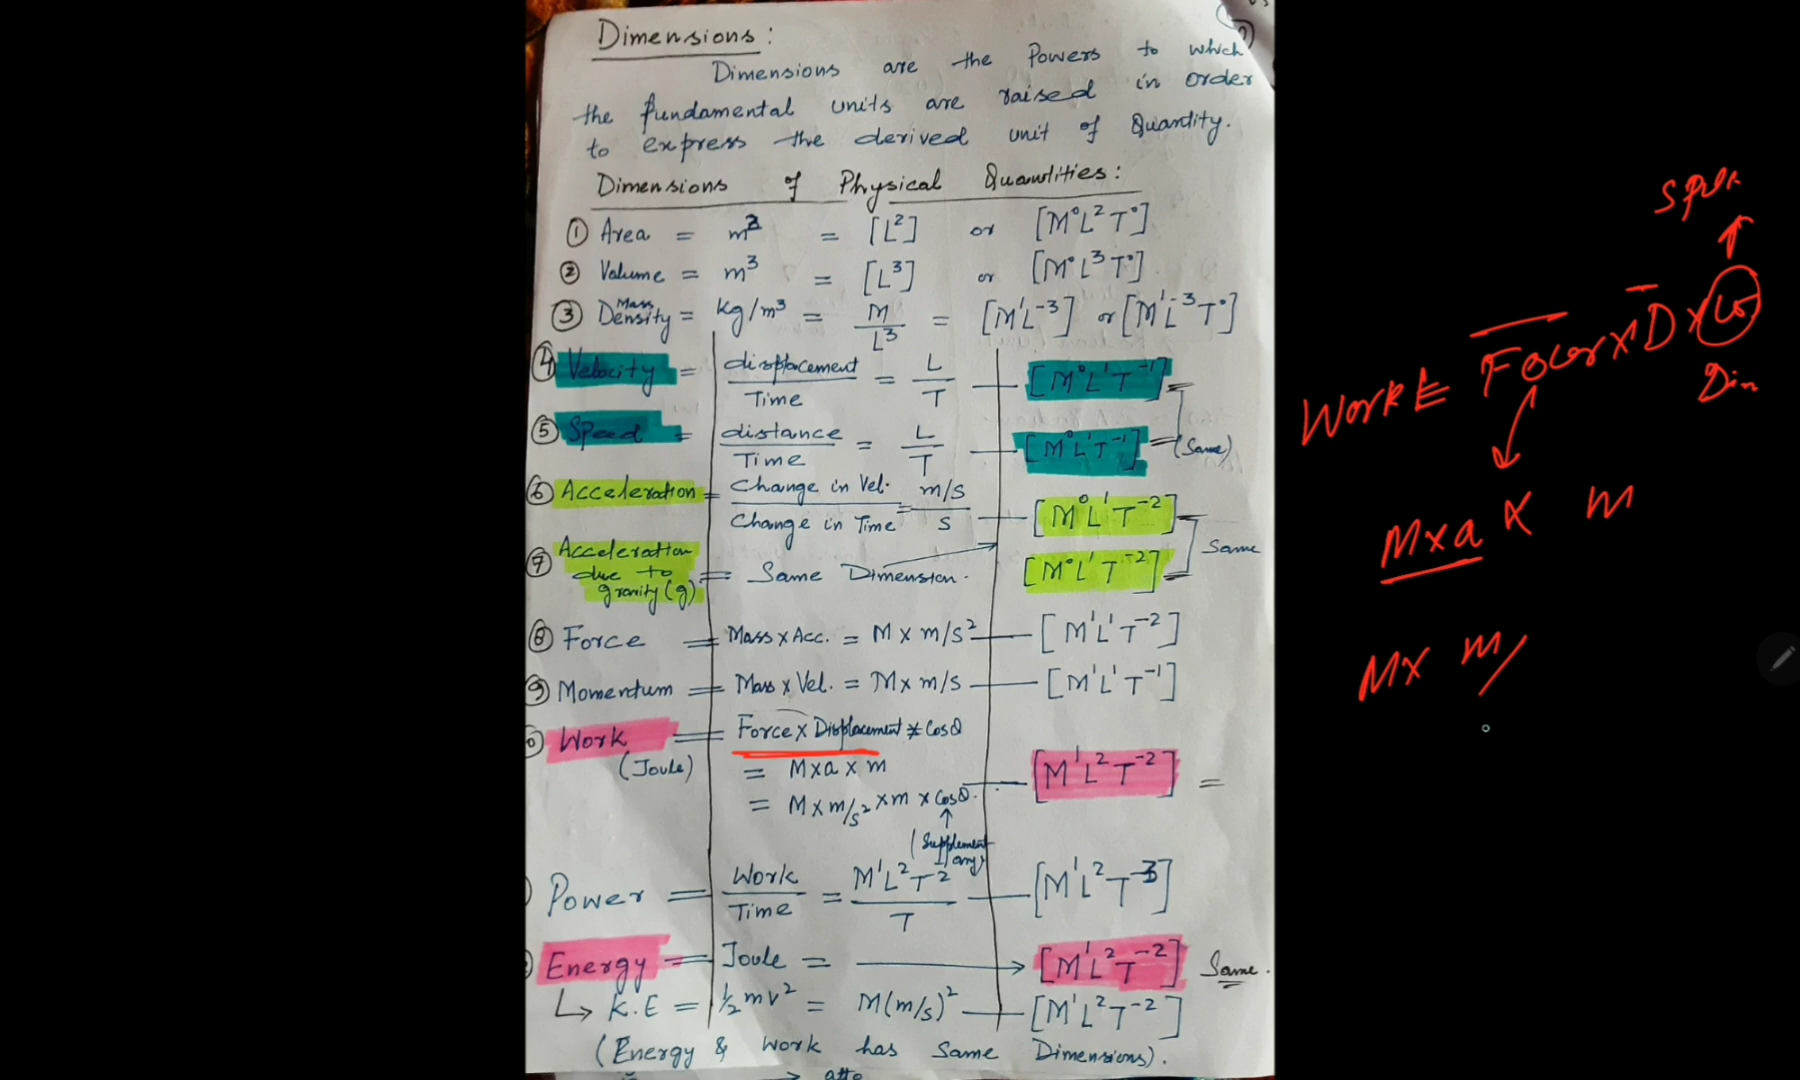 Dimensions:
Dimensions are the Powers to which
the fundamental units are raised in order
to express the derived unit of Quantity.
Dimensions of Physical Quantities:
① Area = m² = [L²] or [M⁰L²T⁰]
② Volume = m³ = [L³] or [M⁰L³T⁰]
③ Mass Density = Kg/m³ = M/L³ = [M¹L⁻³] or [M¹L⁻³T⁰]
④ Velocity = displacement/Time = L/T [M⁰L¹T⁻¹]
⑤ Speed = distance/Time = L/T [M⁰L¹T⁻¹] = (Same)
⑥ Acceleration = Change in Vel./Change in Time = m/s/s [M⁰L¹T⁻²]
⑦ Acceleration due to gravity (g) = Same Dimension. [M⁰L¹T⁻²] Same
⑧ Force = Mass x Acc. = M x m/s² [M¹L¹T⁻²]
⑨ Momentum = Mass x Vel. = M x m/s [M¹L¹T⁻¹]
Work = Force x Displacement x Cosθ
(Joule) = M x a x m [M¹L²T⁻²] =
= M x m/s² x m x Cosθ.
(Supplementary)
Power = Work/Time = M¹L²T⁻²/T [M¹L²T⁻³]
Energy = Joule = → [M¹L²T⁻²] Same.
↳ K.E = ½mv² = M(m/s)² [M¹L²T⁻²]
(Energy & Work has Same Dimensions).
Work
x D x
M x a x m
M x m/